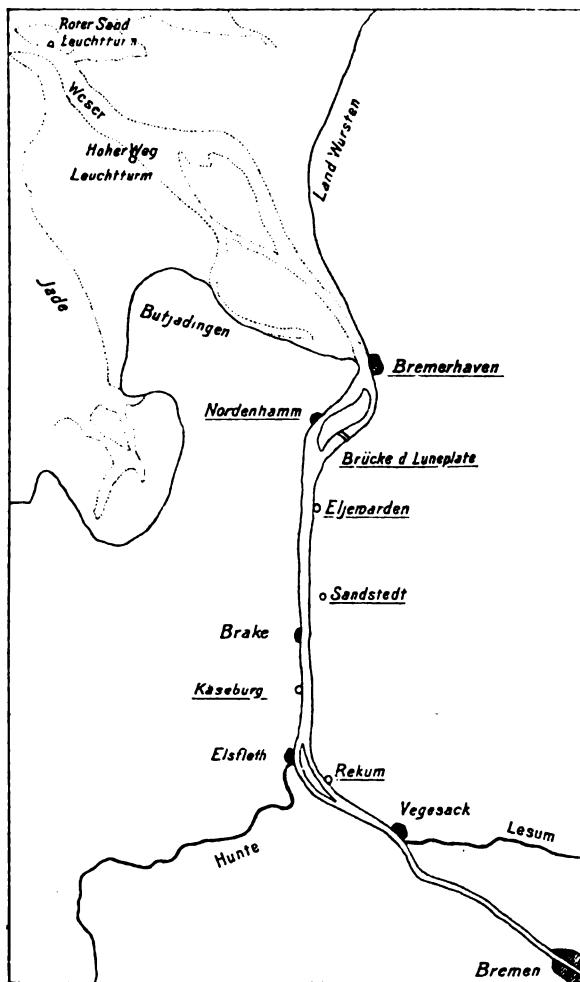 Roter Sand
Leuchtturm
Weser
Hoher Weg
Leuchtturm
Land Wursten
Jade
Butjadingen
Bremerhaven
Nordenhamm
Brücke d Luneplate
Eljewarden
Sandstedt
Brake
Käseburg
Elsfleth
Rekum
Vegesack
Lesum
Hunte
Bremen